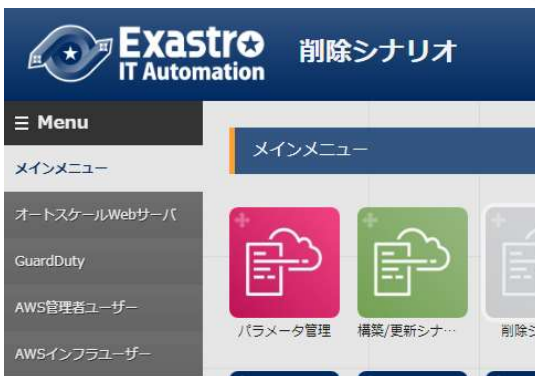 Exastro
IT Automation
削除シナリオ
☰ Menu
メインメニュー
オートスケールWebサーバ
GuardDuty
AWS管理者ユーザー
AWSインフラユーザー
メインメニュー
パラメータ管理
構築/更新シナ…
削除シ